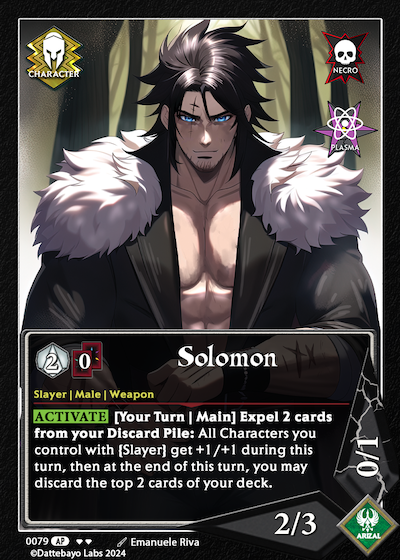 CHARACTER
NECRO
PLASMA
2 0 Solomon
Slayer | Male | Weapon
ACTIVATE [Your Turn | Main] Expel 2 cards
from your Discard Pile: All Characters you
control with [Slayer] get +1/+1 during this
turn, then at the end of this turn, you may
discard the top 2 cards of your deck.
0/1
2/3
ARIZAL
0079 AP ♥♥ Emanuele Riva
©Dattebayo Labs 2024